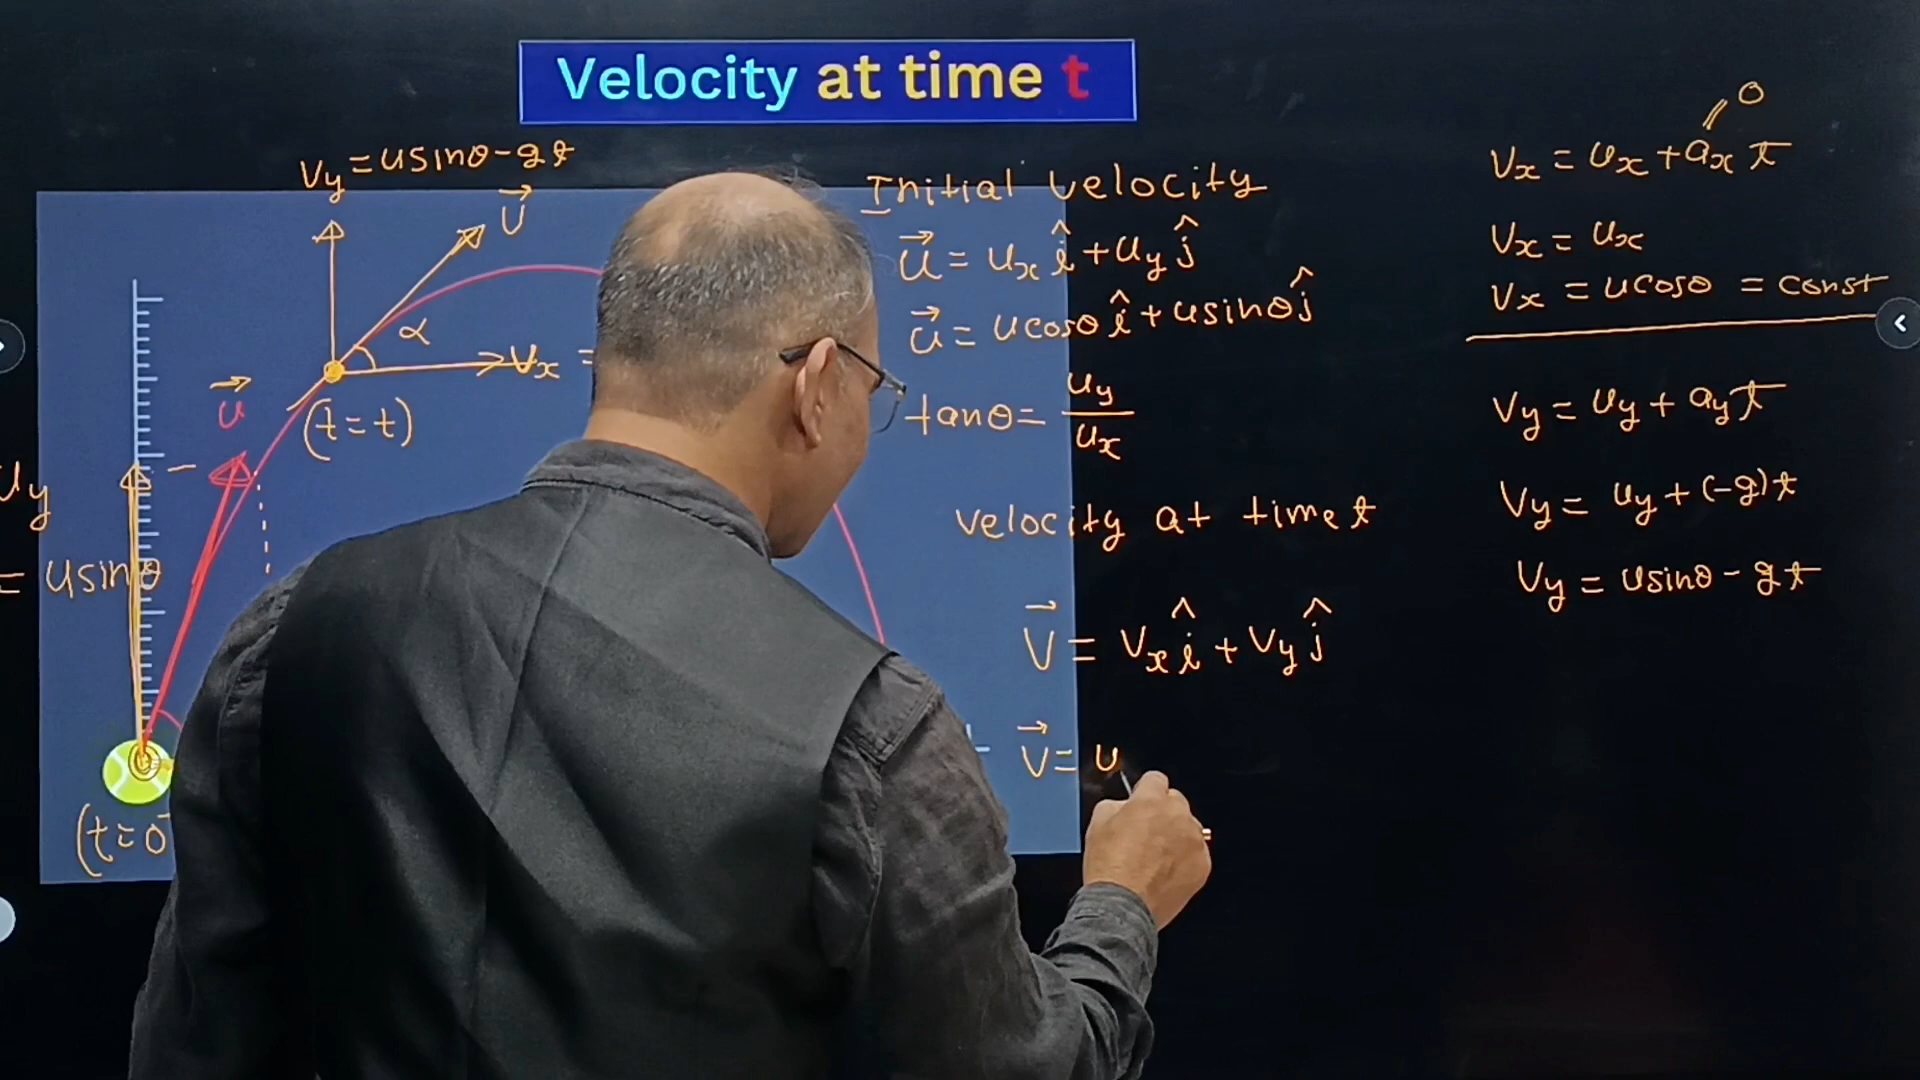 Velocity at time t
Vy = usinθ - gt
V⃗
α
Vx =
u⃗
(t = t)
uy
= usinθ
(t = 0
Initial velocity
u⃗ = ux î + uy ĵ
u⃗ = ucosθ î + usinθ ĵ
tanθ = uy/ux
velocity at time t
V⃗ = Vx î + Vy ĵ
V⃗ = u
0
Vx = ux + ax t
Vx = ux
Vx = ucosθ = const
Vy = uy + ay t
Vy = uy + (-g)t
Vy = usinθ - gt